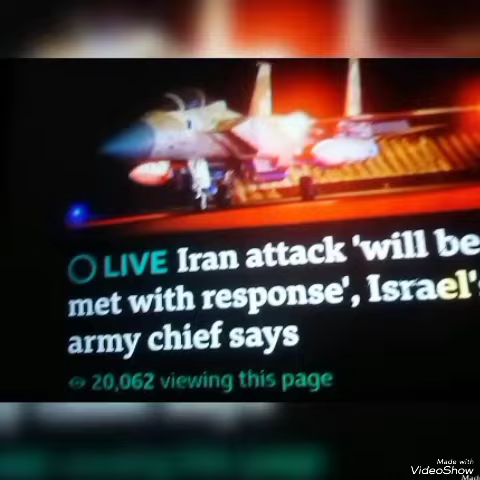 LIVE Iran attack 'will be
met with response', Israel's
army chief says
20,062 viewing this page
Made with
VideoShow